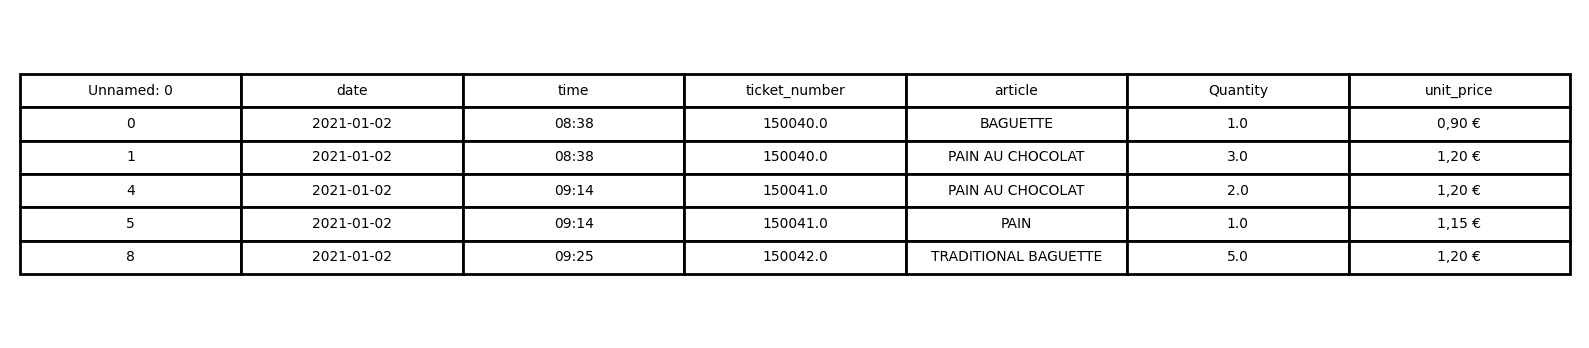 Unnamed: 0 date time ticket_number article Quantity unit_price
0 2021-01-02 08:38 150040.0 BAGUETTE 1.0 0,90 €
1 2021-01-02 08:38 150040.0 PAIN AU CHOCOLAT 3.0 1,20 €
4 2021-01-02 09:14 150041.0 PAIN AU CHOCOLAT 2.0 1,20 €
5 2021-01-02 09:14 150041.0 PAIN 1.0 1,15 €
8 2021-01-02 09:25 150042.0 TRADITIONAL BAGUETTE 5.0 1,20 €